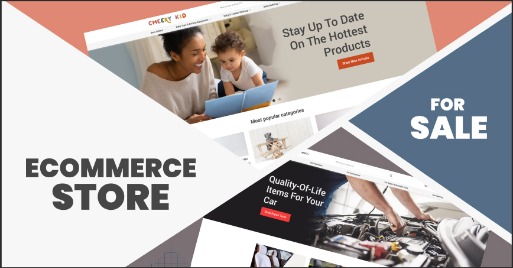 CHEEKY KID
Stay Up To Date
On The Hottest
Products
Most popular categories
FOR
SALE
ECOMMERCE
STORE
Quality-Of-Life
Items For Your
Car